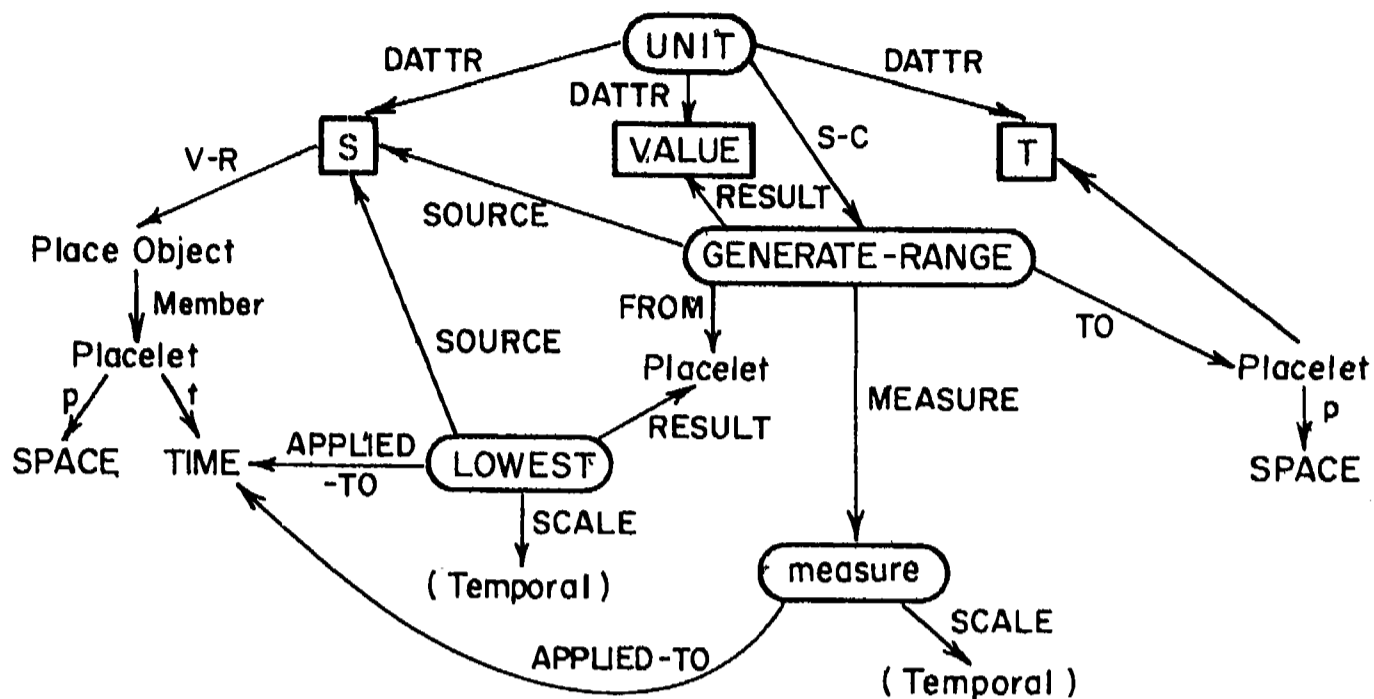 UNIT
DATTR
DATTR
DATTR
S
VALUE
T
V-R
S-C
SOURCE
RESULT
Place Object
GENERATE-RANGE
Member
FROM
TO
SOURCE
Placelet
Placelet
Placelet
p
t
MEASURE
p
RESULT
SPACE
TIME
APPLIED
-TO
LOWEST
SPACE
SCALE
(Temporal)
measure
SCALE
APPLIED-TO
(Temporal)